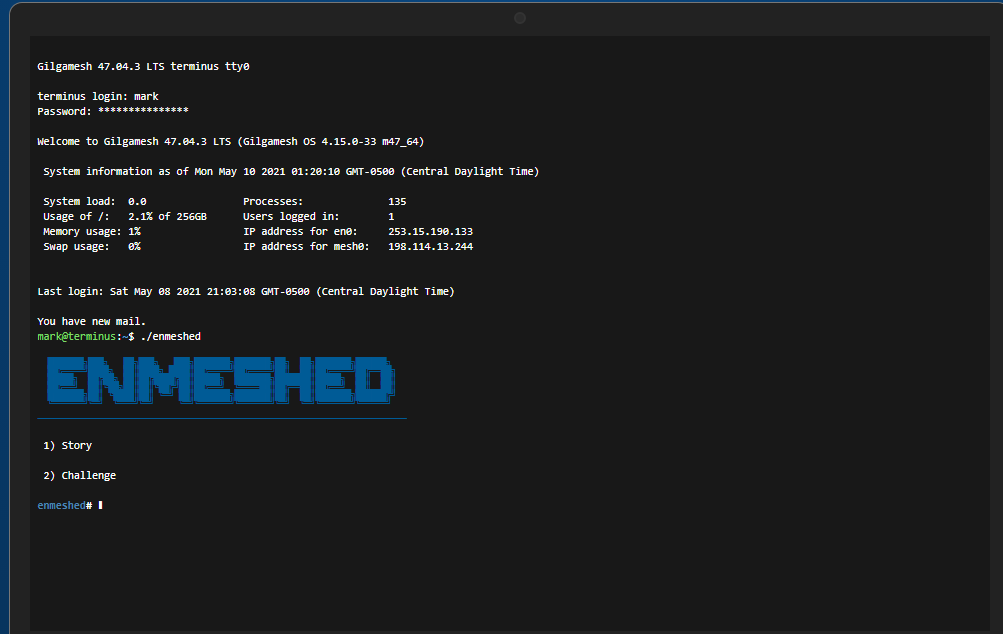 Gilgamesh 47.04.3 LTS terminus tty0
terminus login: mark
Password: ***************
Welcome to Gilgamesh 47.04.3 LTS (Gilgamesh OS 4.15.0-33 m47_64)
System information as of Mon May 10 2021 01:20:10 GMT-0500 (Central Daylight Time)
System load: 0.0 Processes: 135
Usage of /: 2.1% of 256GB Users logged in: 1
Memory usage: 1% IP address for en0: 253.15.190.133
Swap usage: 0% IP address for mesh0: 198.114.13.244
Last login: Sat May 08 2021 21:03:08 GMT-0500 (Central Daylight Time)
You have new mail.
mark@terminus:~$ ./enmeshed
ENMESHED
1) Story
2) Challenge
enmeshed#